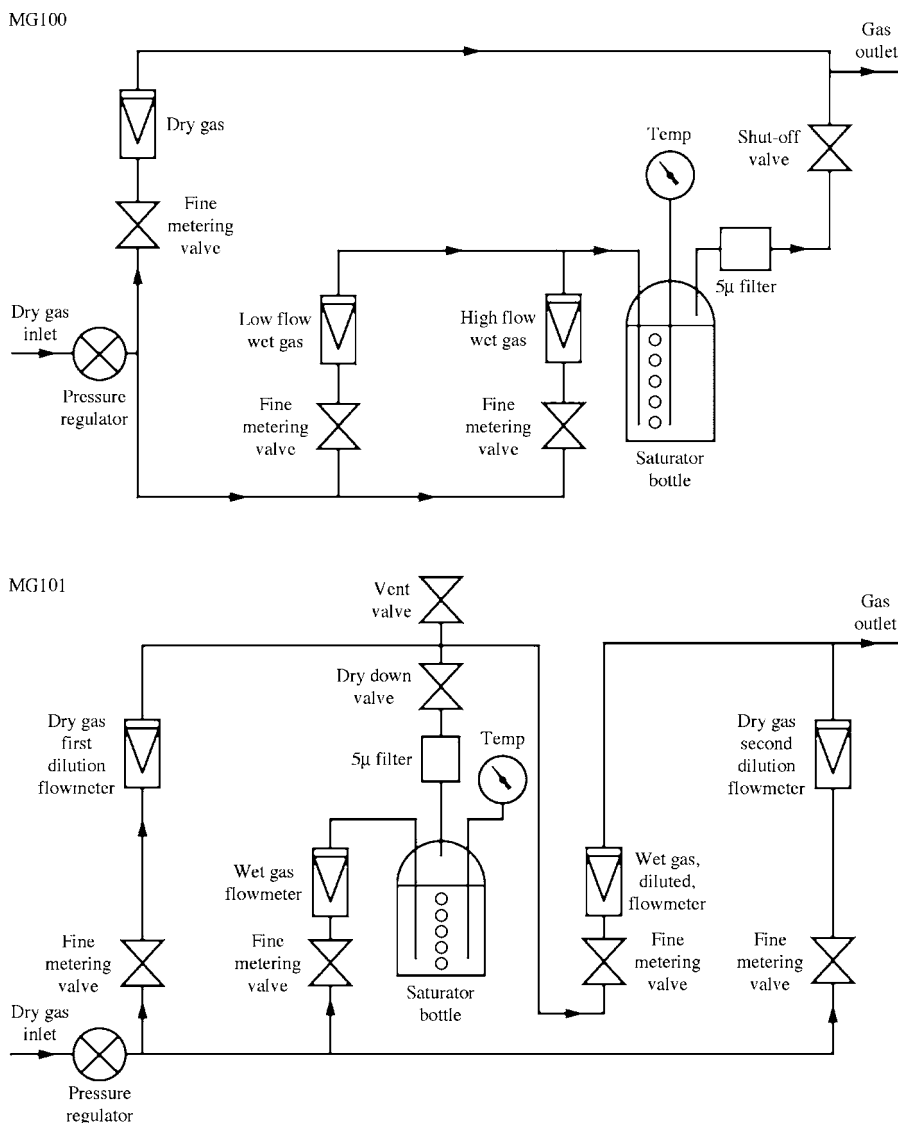 MG100
Gas
outlet
Dry gas
Temp
Shut-off
valve
Fine
metering
valve
5µ filter
Dry gas
inlet
Low flow
wet gas
High flow
wet gas
Pressure
regulator
Fine
metering
valve
Fine
metering
valve
Saturator
bottle
MG101
Vent
valve
Gas
outlet
Dry down
valve
Dry gas
first
dilution
flowmeter
5µ filter
Temp
Dry gas
second
dilution
flowmeter
Wet gas
flowmeter
Wet gas,
diluted,
flowmeter
Fine
metering
valve
Fine
metering
valve
Fine
metering
valve
Fine
metering
valve
Saturator
bottle
Dry gas
inlet
Pressure
regulator